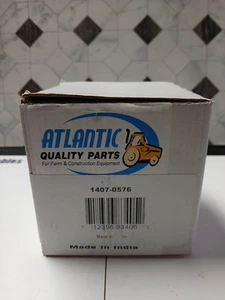 ATLANTIC
QUALITY PARTS
For Farm & Construction Equipment
1407-0576
Made in India